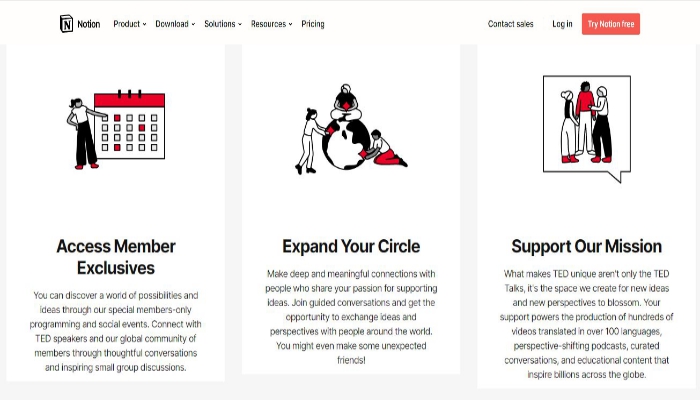 Notion Product Download Solutions Resources Pricing Contact sales Log in Try Notion free
Access Member
Exclusives
You can discover a world of possibilities and
ideas through our special members-only
programming and social events. Connect with
TED speakers and our global community of
members through thoughtful conversations
and inspiring small group discussions.
Expand Your Circle
Make deep and meaningful connections with
people who share your passion for supporting
ideas. Join guided conversations and get the
opportunity to exchange ideas and
perspectives with people around the world.
You might even make some unexpected
friends!
Support Our Mission
What makes TED unique aren't only the TED
Talks, it's the space we create for new ideas
and new perspectives to blossom. Your
support powers the production of hundreds of
videos translated in over 100 languages,
perspective-shifting podcasts, curated
conversations, and educational content that
inspire billions across the globe.